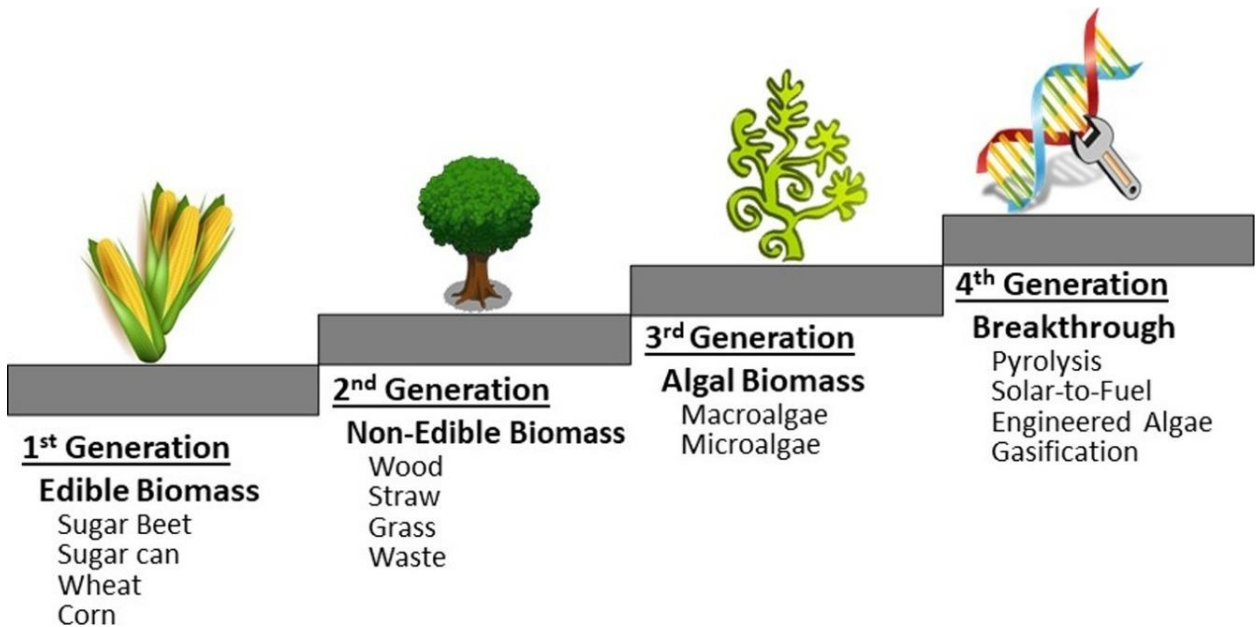 1st Generation
Edible Biomass
Sugar Beet
Sugar can
Wheat
Corn
2nd Generation
Non-Edible Biomass
Wood
Straw
Grass
Waste
3rd Generation
Algal Biomass
Macroalgae
Microalgae
4th Generation
Breakthrough
Pyrolysis
Solar-to-Fuel
Engineered Algae
Gasification